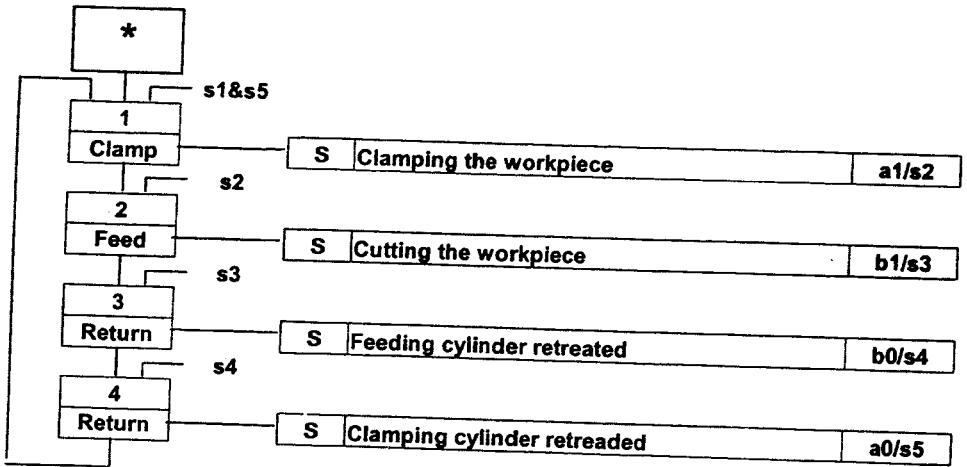 *
s1&s5
1
Clamp
S Clamping the workpiece a1/s2
s2
2
Feed
S Cutting the workpiece b1/s3
s3
3
Return
S Feeding cylinder retreated b0/s4
s4
4
Return
S Clamping cylinder retreaded a0/s5